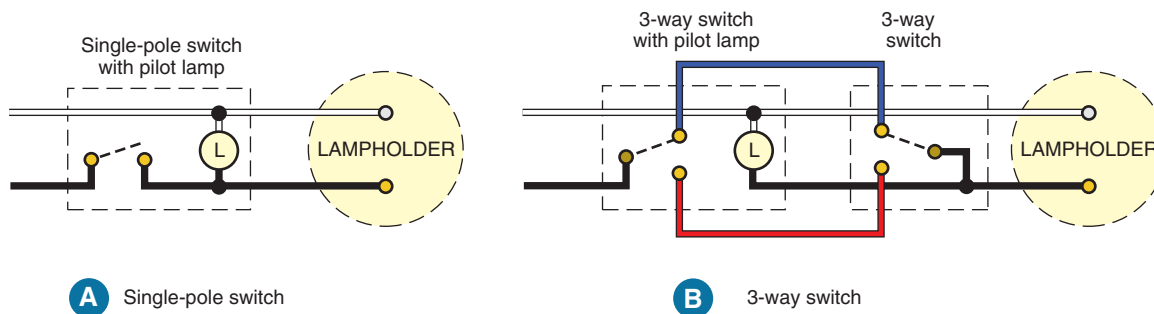 Single-pole switch
with pilot lamp
L
LAMPHOLDER
A Single-pole switch
3-way switch
with pilot lamp
3-way
switch
L
LAMPHOLDER
B 3-way switch